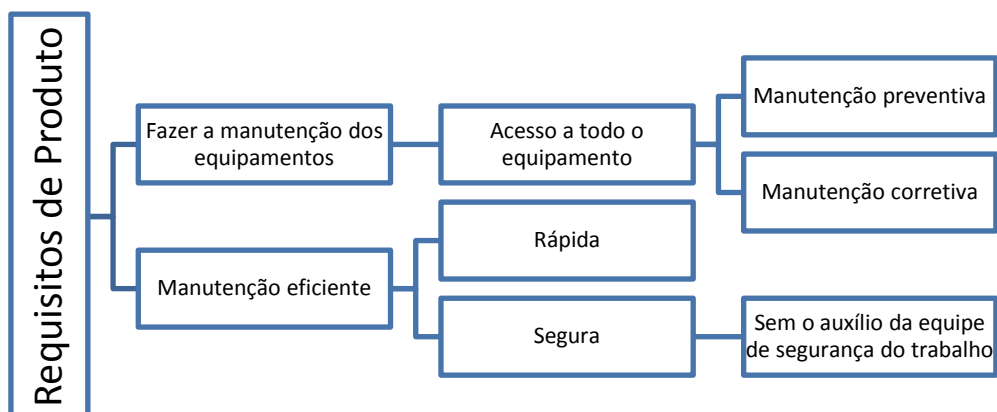 Requisitos de Produto
Fazer a manutenção dos
equipamentos
Acesso a todo o
equipamento
Manutenção preventiva
Manutenção corretiva
Manutenção eficiente
Rápida
Segura
Sem o auxílio da equipe
de segurança do trabalho